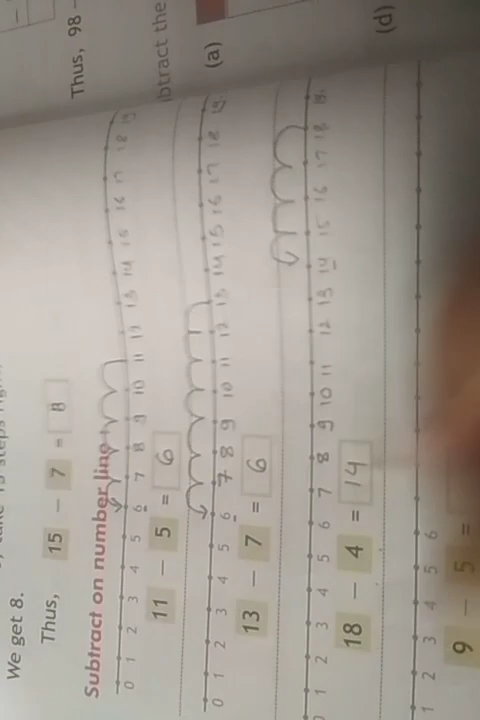 We get 8.
Thus, 15 - 7 = 8
Subtract on number line.
0 1 2 3 4 5 6 7 8 9 10 11 12 13 14 15 16 17 18 19
11 - 5 = 6
0 1 2 3 4 5 6 7 8 9 10 11 12 13 14 15 16 17 18 19
13 - 7 = 6
0 1 2 3 4 5 6 7 8 9 10 11 12 13 14 15 16 17 18 19
18 - 4 = 14
1 2 3 4 5 6
9 - 5 =
Thus, 98 -
the
(a)
(d)